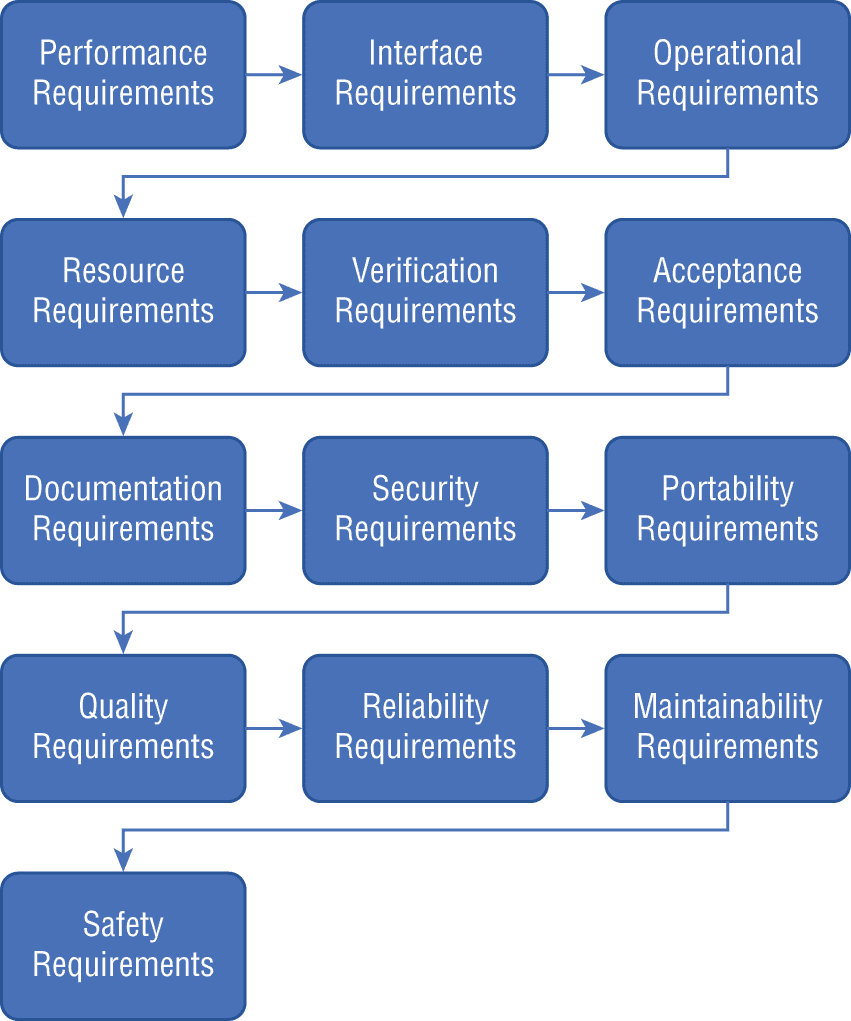 Performance
Requirements
Interface
Requirements
Operational
Requirements
Resource
Requirements
Verification
Requirements
Acceptance
Requirements
Documentation
Requirements
Security
Requirements
Portability
Requirements
Quality
Requirements
Reliability
Requirements
Maintainability
Requirements
Safety
Requirements